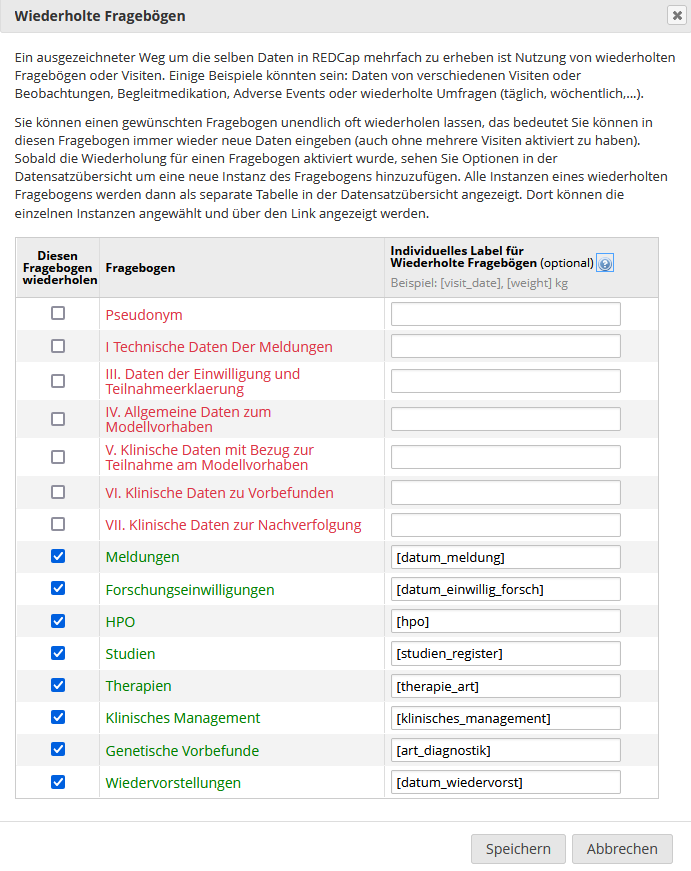 Wiederholte Fragebögen
Ein ausgezeichneter Weg um die selben Daten in REDCap mehrfach zu erheben ist Nutzung von wiederholten
Fragebögen oder Visiten. Einige Beispiele könnten sein: Daten von verschiedenen Visiten oder
Beobachtungen, Begleitmedikation, Adverse Events oder wiederholte Umfragen (täglich, wöchentlich,...).
Sie können einen gewünschten Fragebogen unendlich oft wiederholen lassen, das bedeutet Sie können in
diesen Fragebogen immer wieder neue Daten eingeben (auch ohne mehrere Visiten aktiviert zu haben).
Sobald die Wiederholung für einen Fragebogen aktiviert wurde, sehen Sie Optionen in der
Datensatzübersicht um eine neue Instanz des Fragebogens hinzuzufügen. Alle Instanzen eines wiederholten
Fragebogens werden dann als separate Tabelle in der Datensatzübersicht angezeigt. Dort können die
einzelnen Instanzen angewählt und über den Link angezeigt werden.
Diesen
Fragebogen
wiederholen
Fragebogen
Individuelles Label für
Wiederholte Fragebögen (optional)
Beispiel: [visit_date], [weight] kg
Pseudonym
I Technische Daten Der Meldungen
III. Daten der Einwilligung und
Teilnahmeerklaerung
IV. Allgemeine Daten zum
Modellvorhaben
V. Klinische Daten mit Bezug zur
Teilnahme am Modellvorhaben
VI. Klinische Daten zu Vorbefunden
VII. Klinische Daten zur Nachverfolgung
Meldungen [datum_meldung]
Forschungseinwilligungen [datum_einwillig_forsch]
HPO [hpo]
Studien [studien_register]
Therapien [therapie_art]
Klinisches Management [klinisches_management]
Genetische Vorbefunde [art_diagnostik]
Wiedervorstellungen [datum_wiedervorst]
Speichern Abbrechen